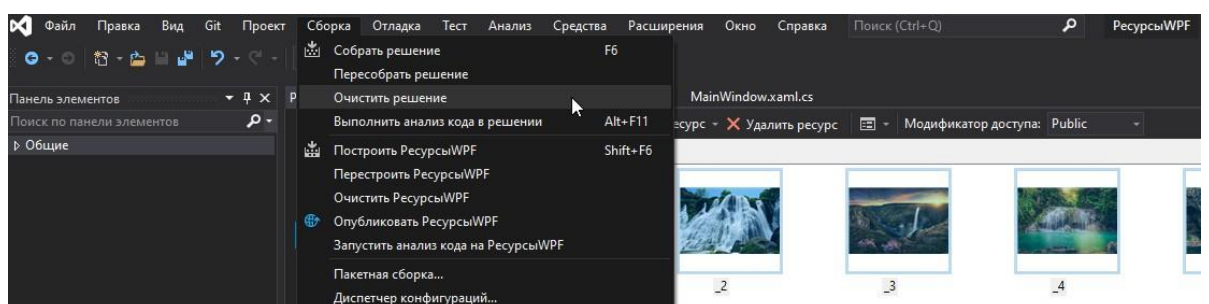 Файл Правка Вид Git Проект Сборка Отладка Тест Анализ Средства Расширения Окно Справка Поиск (Ctrl+Q) РесурсыWPF
Собрать решение F6
Пересобрать решение
Панель элементов Очистить решение MainWindow.xaml.cs
Поиск по панели элементов Выполнить анализ кода в решении Alt+F11 Удалить ресурс Модификатор доступа: Public
Общие Построить РесурсыWPF Shift+F6
Перестроить РесурсыWPF
Очистить РесурсыWPF
Опубликовать РесурсыWPF
Запустить анализ кода на РесурсыWPF
Пакетная сборка...
_2 _3 _4
Диспетчер конфигураций...